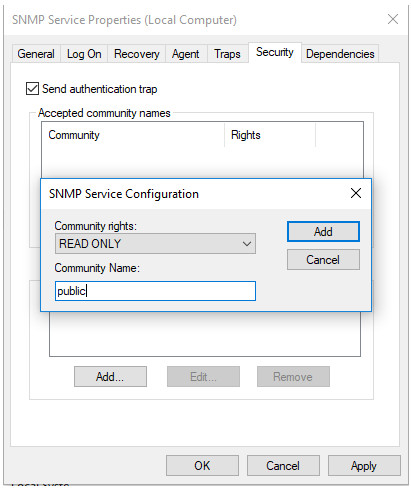 SNMP Service Properties (Local Computer)
General Log On Recovery Agent Traps Security Dependencies
Send authentication trap
Accepted community names
Community Rights
SNMP Service Configuration
Community rights:
READ ONLY
Add
Cancel
Community Name:
public
Add... Edit... Remove
OK Cancel Apply